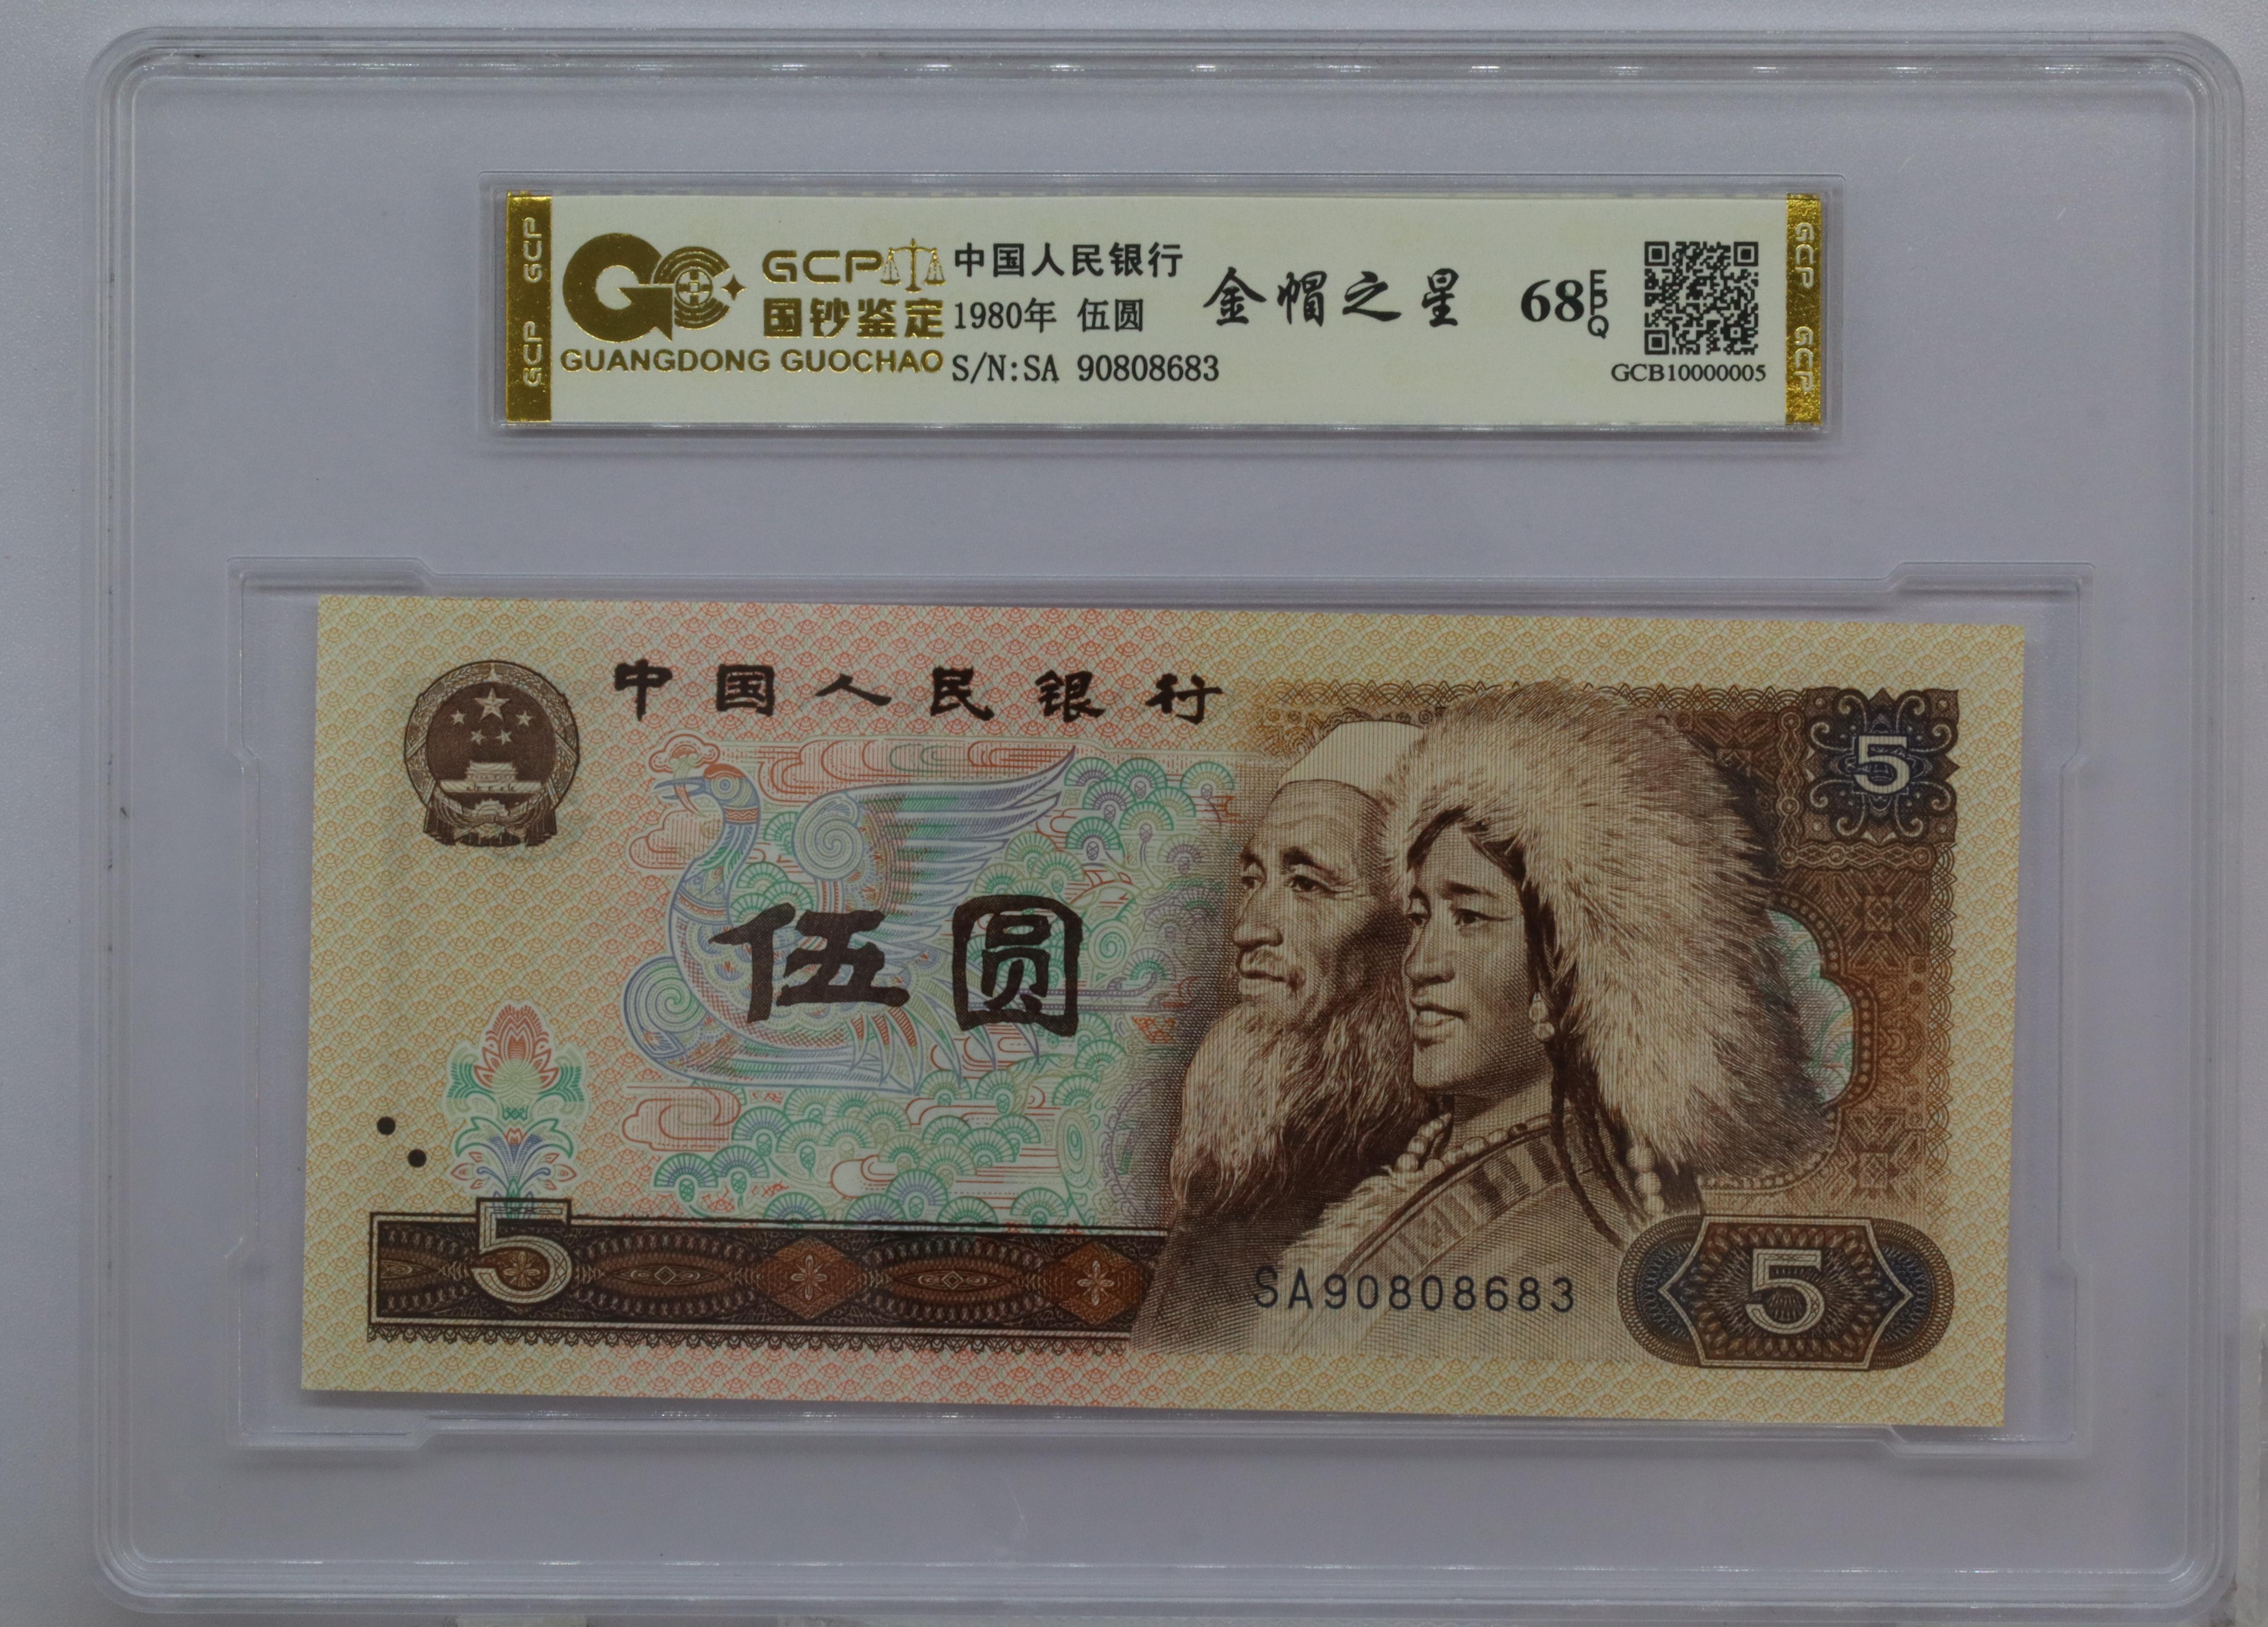 GCP GCP
GCP
国钞鉴定
GUANGDONG GUOCHAO
中国人民银行
1980年 伍圆
S/N:SA 90808683
金帽之星
68 EPQ
GCB10000005
GCP GCP
中国人民银行
5
伍圆
5
SA90808683
5